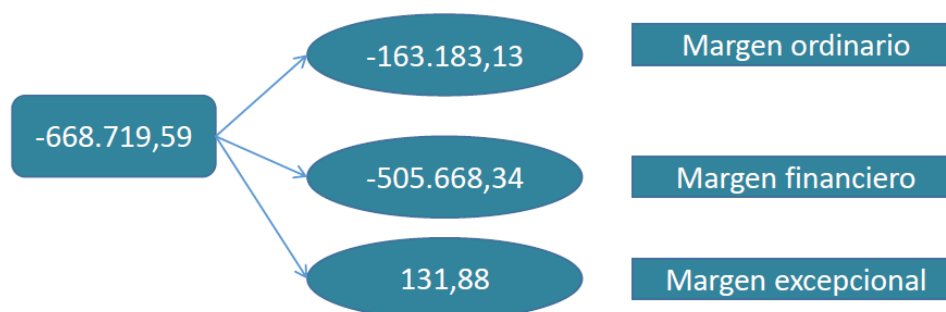 -668.719,59
-163.183,13
Margen ordinario
-505.668,34
Margen financiero
131,88
Margen excepcional